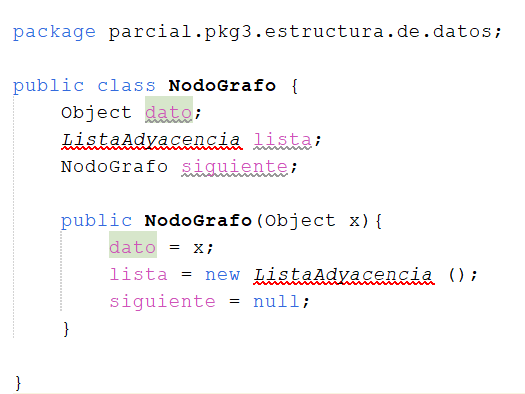 package parcial.pkg3.estructura.de.datos;
public class NodoGrafo {
Object dato;
ListaAdyacencia lista;
NodoGrafo siguiente;
public NodoGrafo(Object x){
dato = x;
lista = new ListaAdyacencia ();
siguiente = null;
}
}